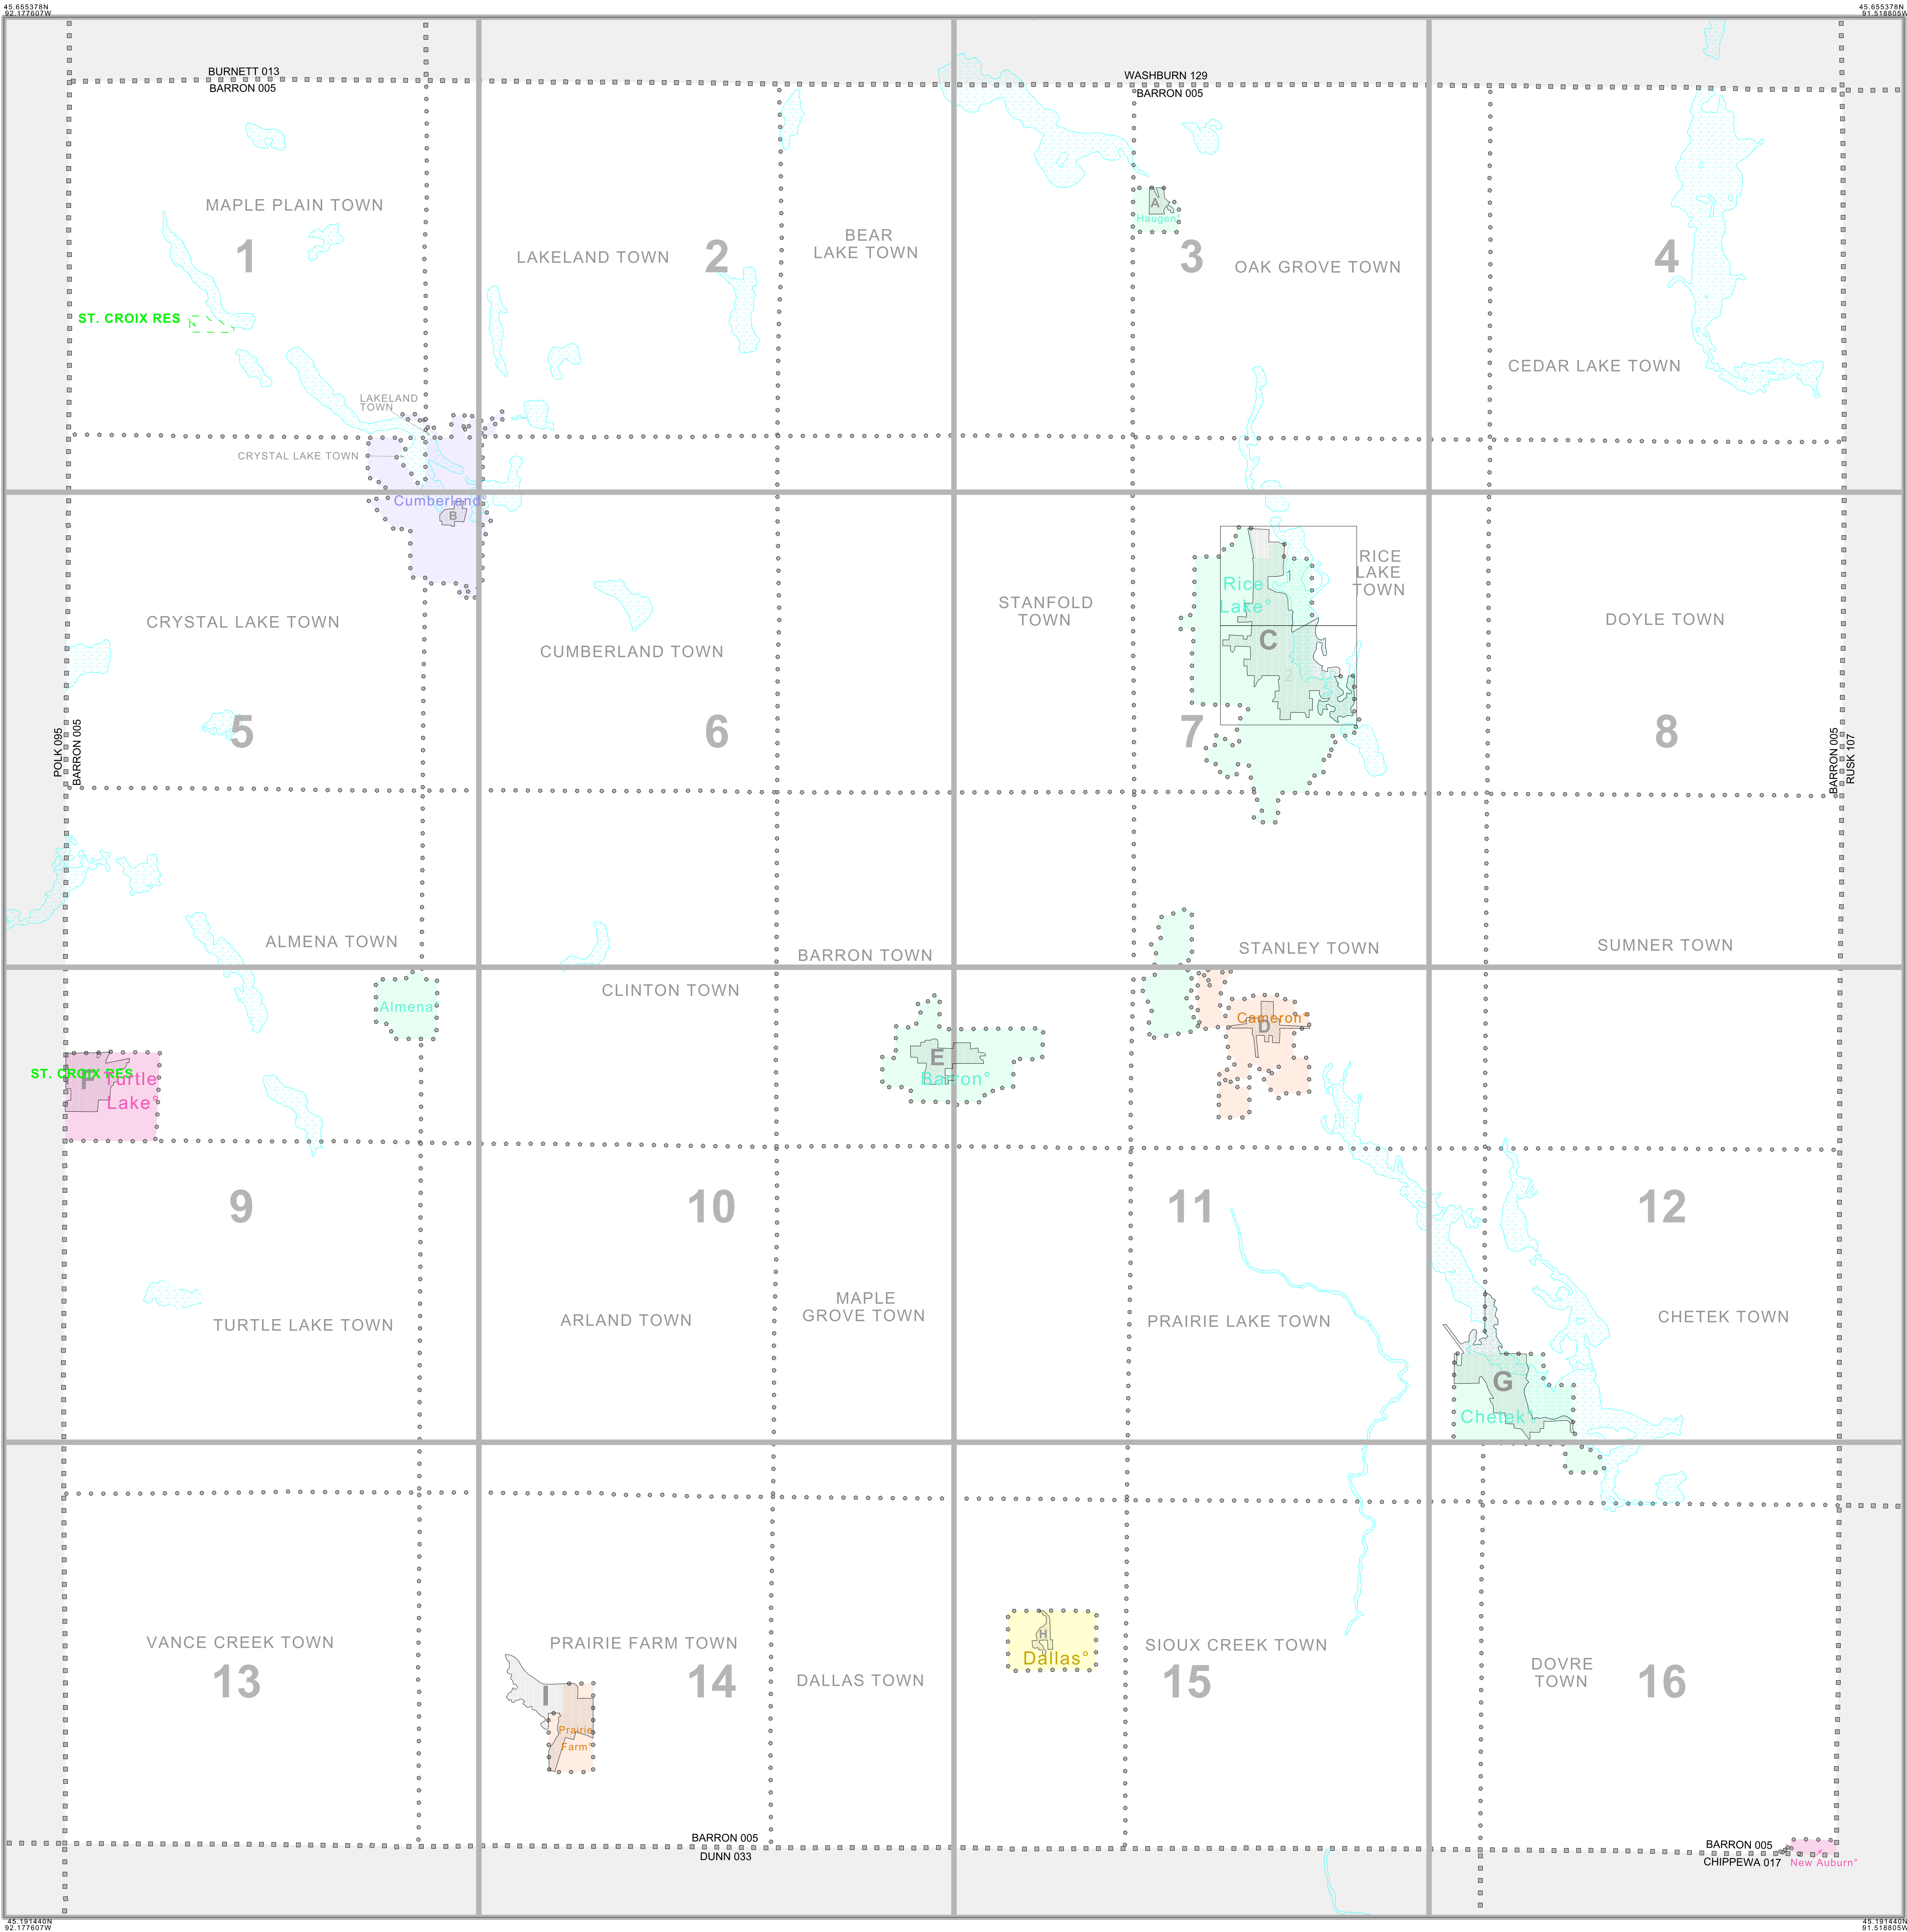 45.655378N
92.177607W
45.655378N
91.518805W
BURNETT 013
BARRON 005
WASHBURN 129
BARRON 005
MAPLE PLAIN TOWN
1
LAKELAND TOWN
2
BEAR
LAKE TOWN
A
Haugen°
3
OAK GROVE TOWN
4
ST. CROIX RES
CEDAR LAKE TOWN
LAKELAND
TOWN
CRYSTAL LAKE TOWN
Cumberland°
B
CRYSTAL LAKE TOWN
CUMBERLAND TOWN
STANFOLD
TOWN
Rice
Lake°
1
C
2
RICE
LAKE
TOWN
DOYLE TOWN
5
6
7
8
POLK 095
BARRON 005
BARRON 005
RUSK 107
ALMENA TOWN
BARRON TOWN
STANLEY TOWN
SUMNER TOWN
CLINTON TOWN
Almena°
Cameron°
D
E
Barron°
ST. CROIX RES
F
Turtle
Lake°
9
10
11
12
TURTLE LAKE TOWN
ARLAND TOWN
MAPLE
GROVE TOWN
PRAIRIE LAKE TOWN
CHETEK TOWN
G
Chetek°
VANCE CREEK TOWN
13
PRAIRIE FARM TOWN
14
I
Prairie
Farm°
DALLAS TOWN
H
Dallas°
SIOUX CREEK TOWN
15
DOVRE
TOWN
16
BARRON 005
DUNN 033
BARRON 005
CHIPPEWA 017
New Auburn°
45.191440N
92.177607W
45.191440N
91.518805W